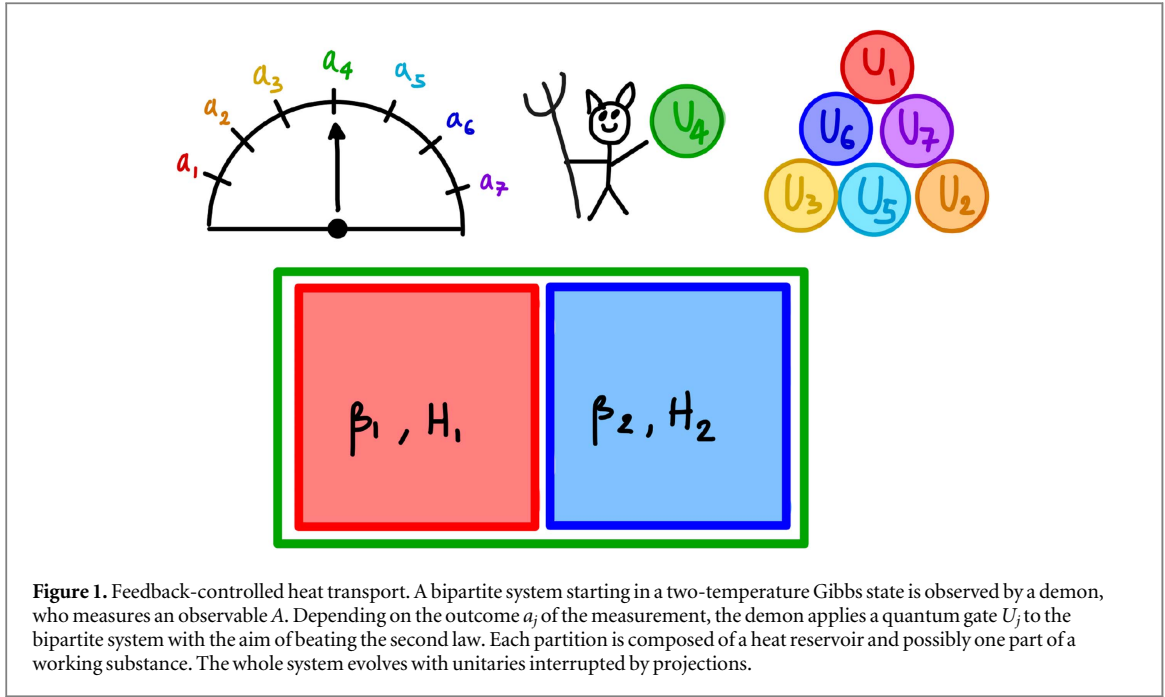 a₁ a₂ a₃ a₄ a₅ a₆ a₇
U₄
U₁
U₆ U₇
U₃ U₅ U₂
β₁ , H₁
β₂, H₂
Figure 1. Feedback-controlled heat transport. A bipartite system starting in a two-temperature Gibbs state is observed by a demon,
who measures an observable A. Depending on the outcome aⱼ of the measurement, the demon applies a quantum gate Uⱼ to the
bipartite system with the aim of beating the second law. Each partition is composed of a heat reservoir and possibly one part of a
working substance. The whole system evolves with unitaries interrupted by projections.